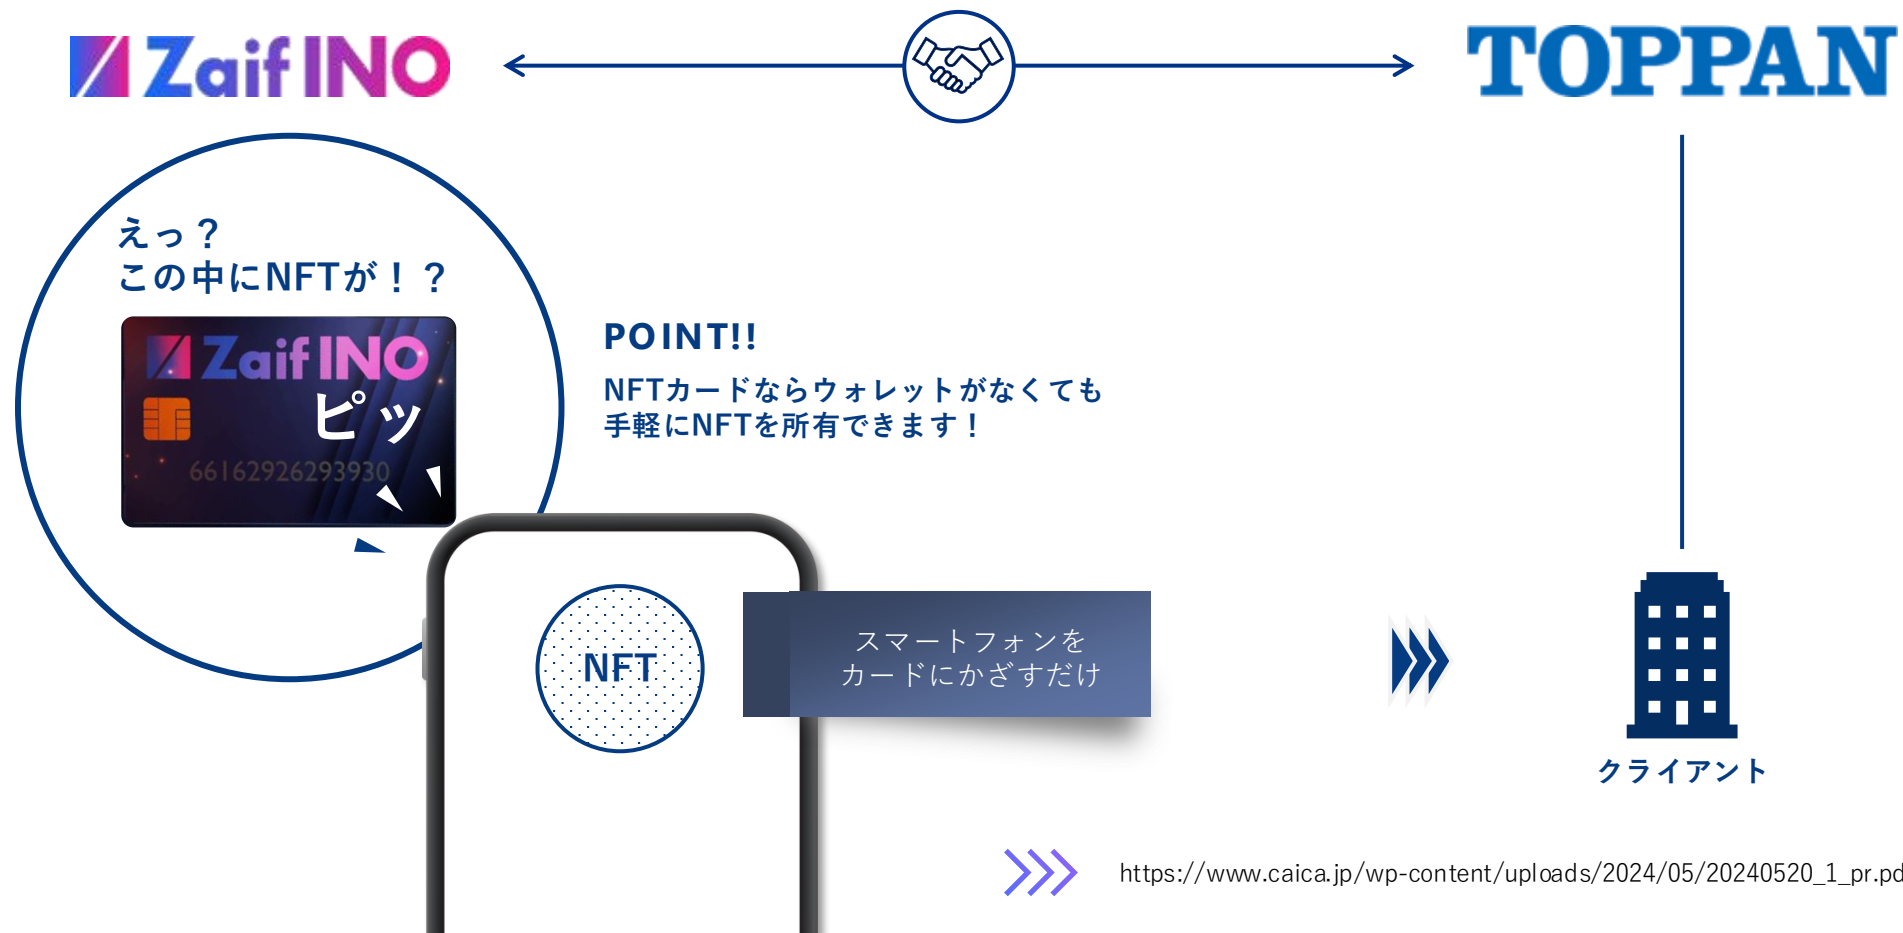 Zaif INO
TOPPAN
えっ？
この中にNFTが！？
Zaif INO
ピッ
66162926293930
POINT!!
NFTカードならウォレットがなくても
手軽にNFTを所有できます！
NFT
スマートフォンを
カードにかざすだけ
クライアント
https://www.caica.jp/wp-content/uploads/2024/05/20240520_1_pr.pd